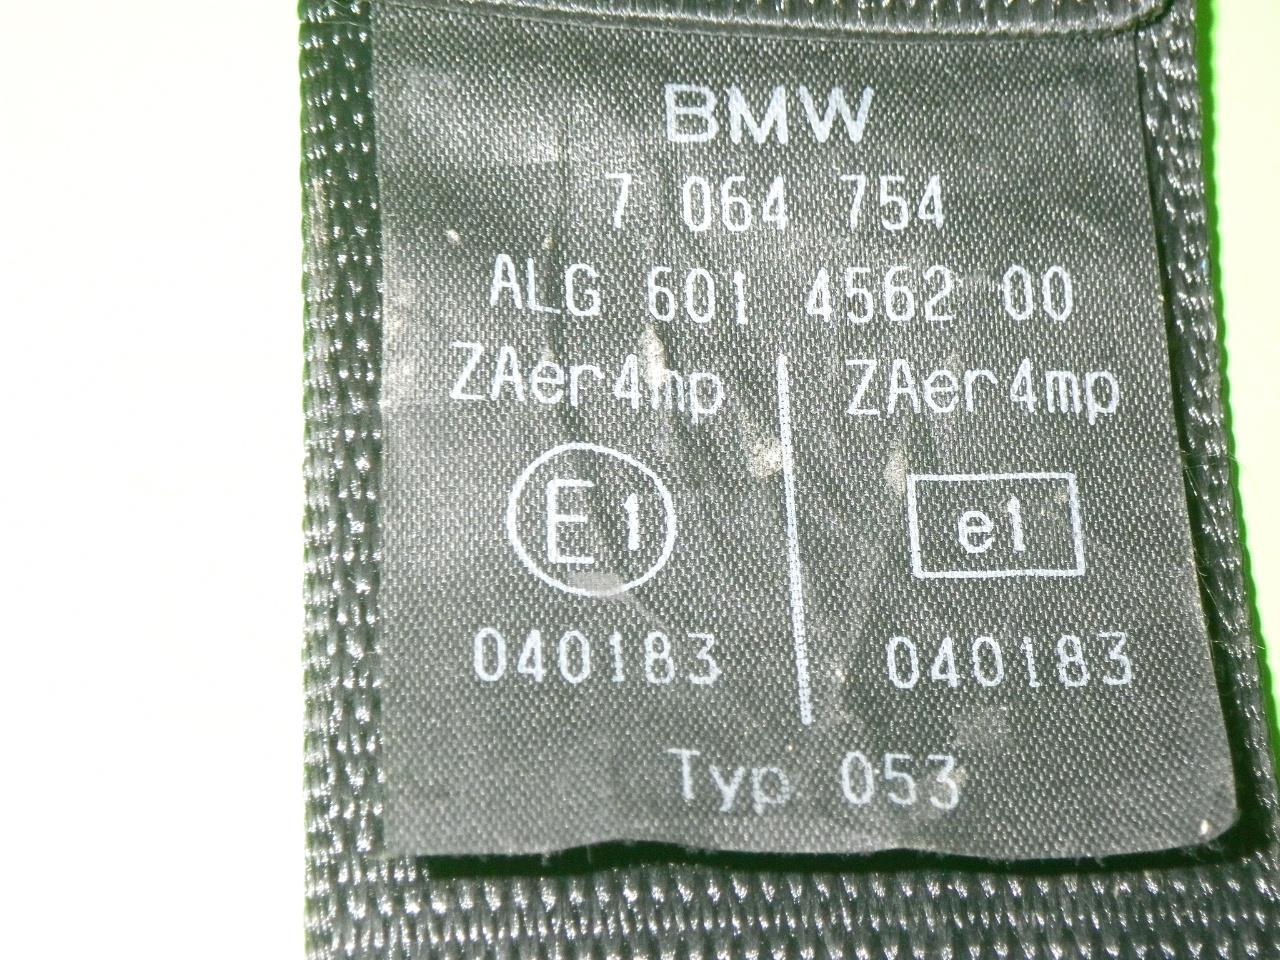 BMW
7 064 754
ALG 601 4562 00
ZAer4mp ZAer4mp
E1 e1
040183 040183
Typ 053